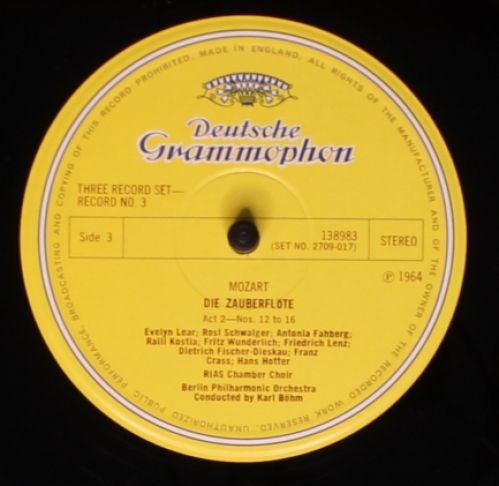 UNAUTHORIZED PUBLIC PERFORMANCE, BROADCASTING AND COPYING OF THIS RECORD PROHIBITED. MADE IN ENGLAND. ALL RIGHTS OF THE MANUFACTURER AND OF THE OWNER OF THE RECORDED WORK RESERVED.
Deutsche
Grammophon
THREE RECORD SET—
RECORD NO. 3
Side 3
138983
(SET NO. 2709-017)
STEREO
℗ 1964
MOZART
DIE ZAUBERFLÖTE
Act 2—Nos. 12 to 16
Evelyn Lear; Rosl Schwaiger; Antonia Fahberg;
Raili Kostia; Fritz Wunderlich; Friedrich Lenz;
Dietrich Fischer-Dieskau; Franz
Crass; Hans Hotter
RIAS Chamber Choir
Berlin Philharmonic Orchestra
Conducted by Karl Böhm